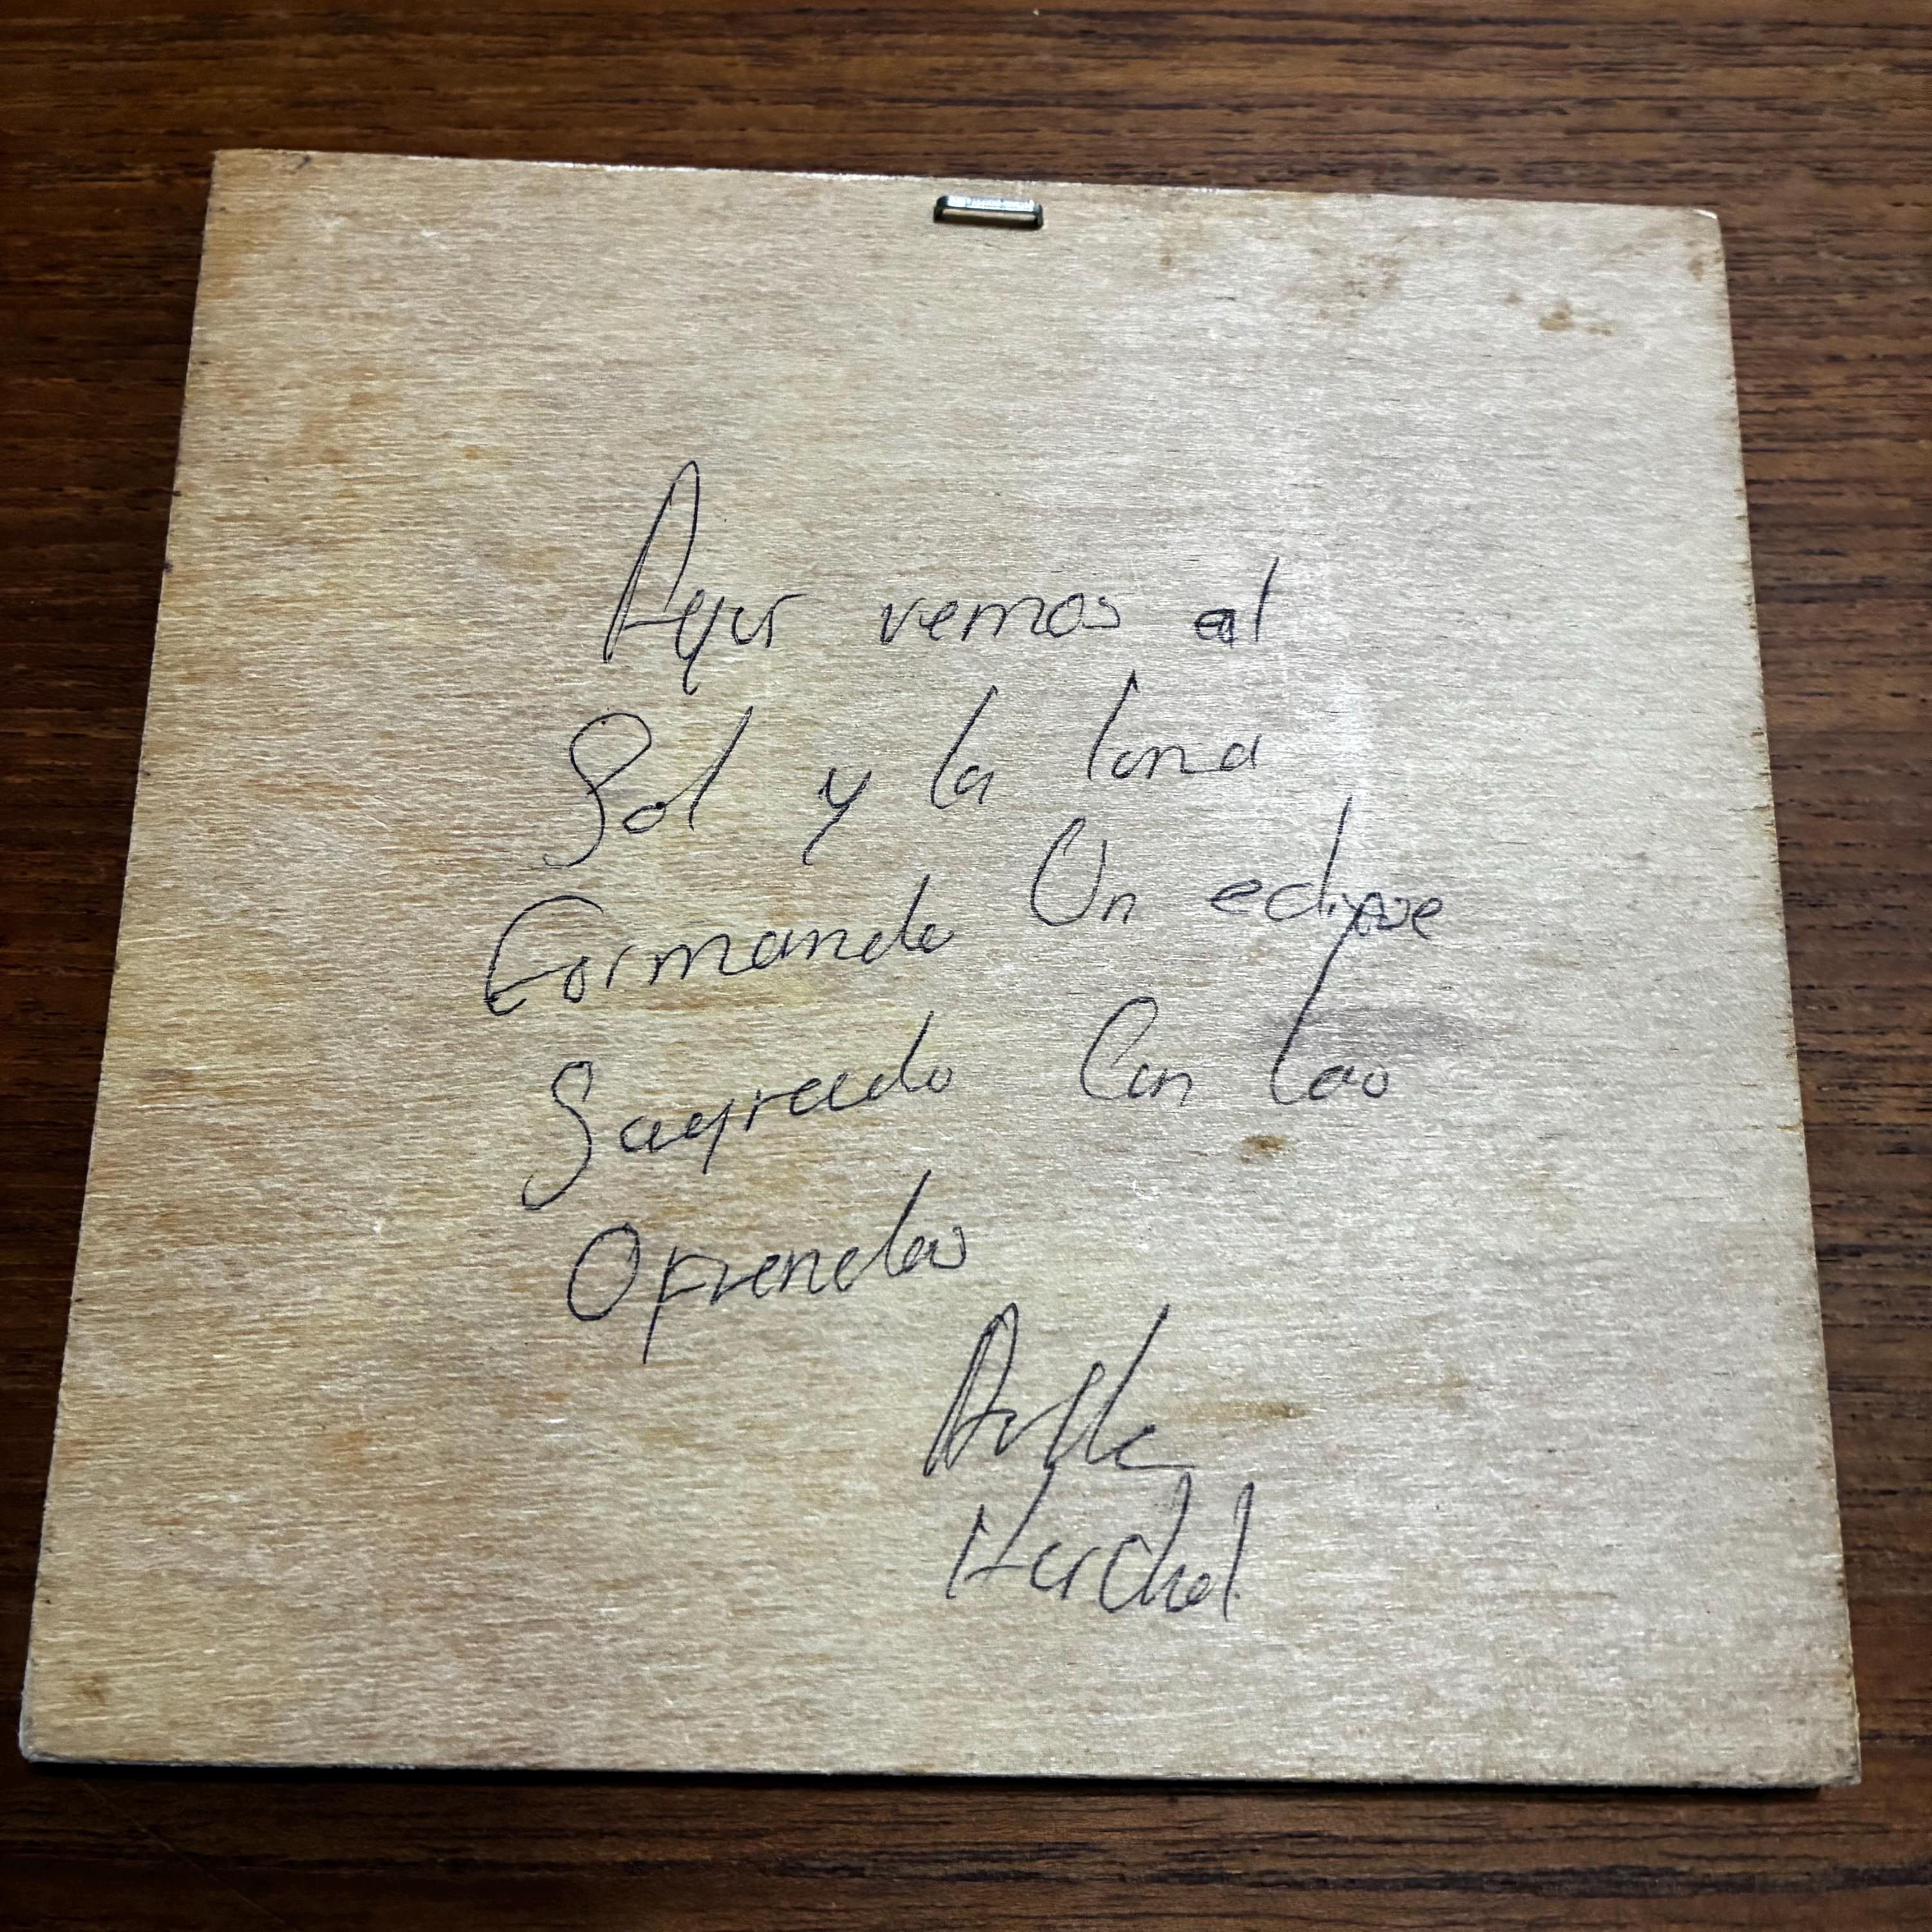 Aqui vemos al
Sol y la luna
Formando Un eclipse
Sagrado Con las
Ofrendas
Huichol